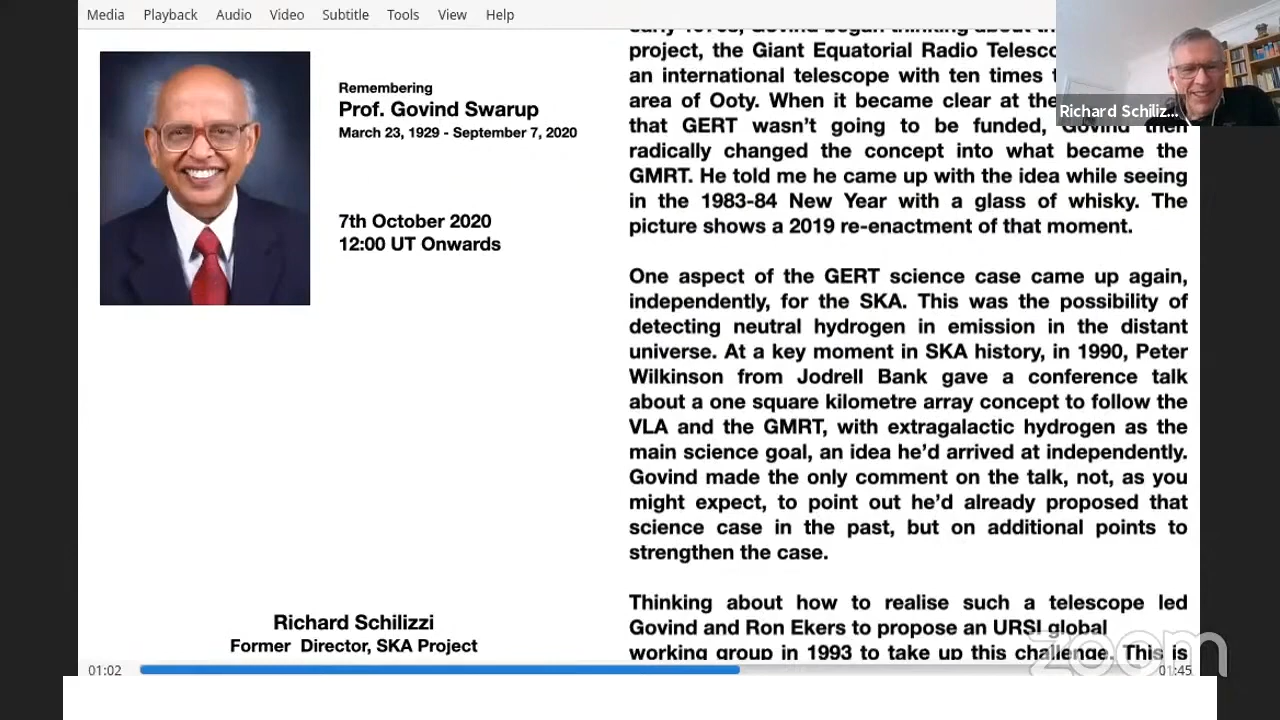 Media Playback Audio Video Subtitle Tools View Help
Remembering
Prof. Govind Swarup
March 23, 1929 - September 7, 2020
7th October 2020
12:00 UT Onwards
Richard Schilizzi
Former Director, SKA Project
early 1970s, Govind began thinking about
project, the Giant Equatorial Radio
an international telescope with ten times
area of Ooty. When it became clear at the
that GERT wasn't going to be funded, Govind then
radically changed the concept into what became the
GMRT. He told me he came up with the idea while seeing
in the 1983-84 New Year with a glass of whisky. The
picture shows a 2019 re-enactment of that moment.
One aspect of the GERT science case came up again,
independently, for the SKA. This was the possibility of
detecting neutral hydrogen in emission in the distant
universe. At a key moment in SKA history, in 1990, Peter
Wilkinson from Jodrell Bank gave a conference talk
about a one square kilometre array concept to follow the
VLA and the GMRT, with extragalactic hydrogen as the
main science goal, an idea he'd arrived at independently.
Govind made the only comment on the talk, not, as you
might expect, to point out he'd already proposed that
science case in the past, but on additional points to
strengthen the case.
Thinking about how to realise such a telescope led
Govind and Ron Ekers to propose an URSI global
working group in 1993 to take up this challenge. This is
Richard Schiliz...
zoom
01:02
01:45